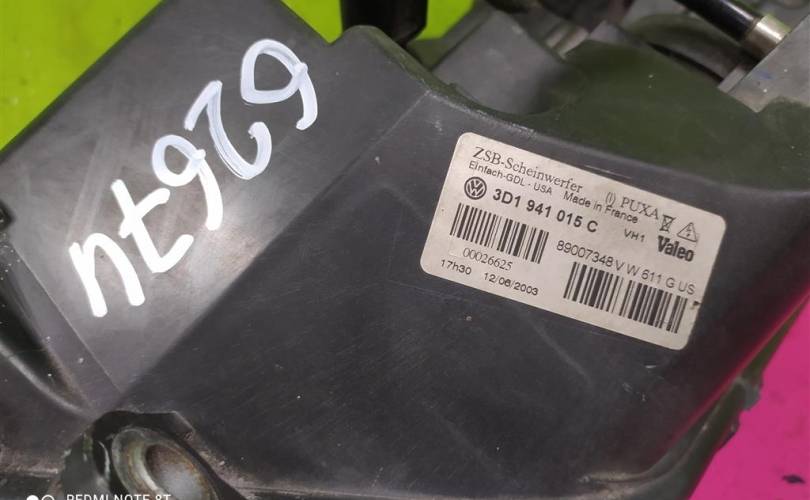 ZSB-Scheinwerfer (I) PUXA
Einfach-GDL - USA Made in France
3D1 941 015 C VH1 Valeo
00026625 89007348 V W 611 G US
17h30 12/06/2003
REDMI NOTE 8T